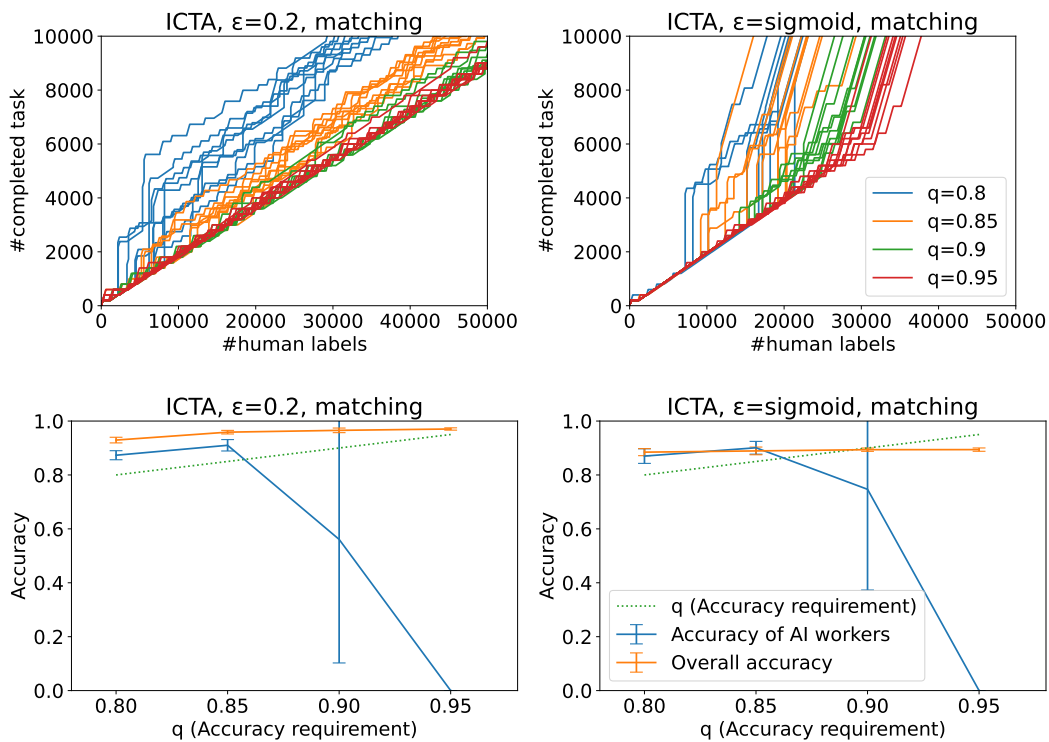 ICTA, ε=0.2, matching
10000
8000
6000
4000
2000
0
#completed task
0 10000 20000 30000 40000 50000
#human labels
ICTA, ε=sigmoid, matching
10000
8000
6000
4000
2000
0
#completed task
q=0.8
q=0.85
q=0.9
q=0.95
0 10000 20000 30000 40000 50000
#human labels
ICTA, ε=0.2, matching
1.0
0.8
0.6
0.4
0.2
0.0
Accuracy
0.80 0.85 0.90 0.95
q (Accuracy requirement)
ICTA, ε=sigmoid, matching
1.0
0.8
0.6
0.4
0.2
0.0
Accuracy
q (Accuracy requirement)
Accuracy of AI workers
Overall accuracy
0.80 0.85 0.90 0.95
q (Accuracy requirement)